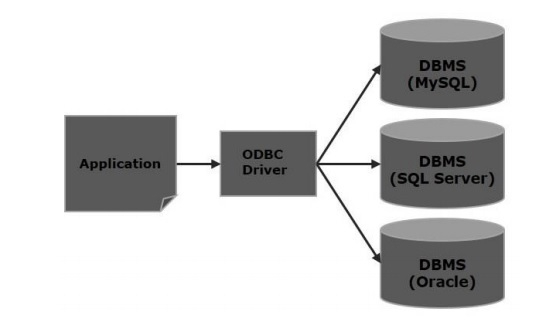 Application
ODBC
Driver
DBMS
(MySQL)
DBMS
(SQL Server)
DBMS
(Oracle)